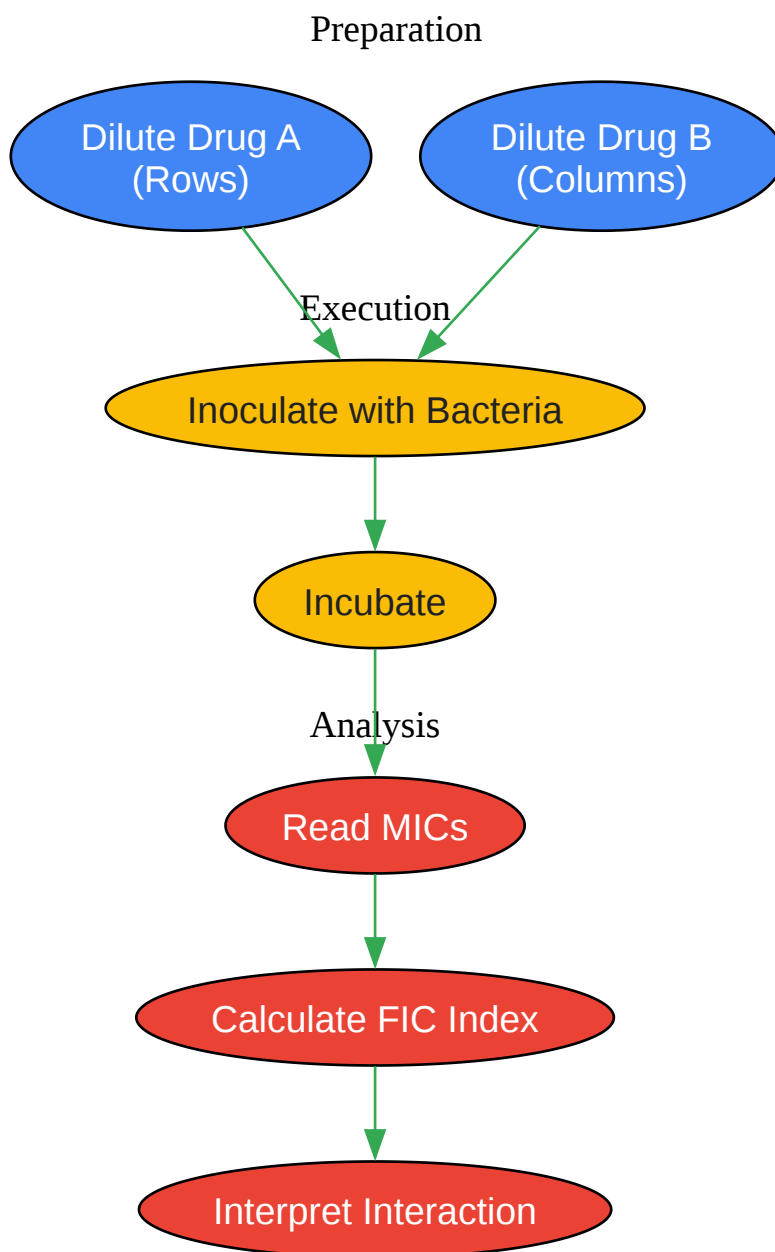 Preparation
Dilute Drug A
(Rows)
Dilute Drug B
(Columns)
Execution
Inoculate with Bacteria
Incubate
Analysis
Read MICs
Calculate FIC Index
Interpret Interaction